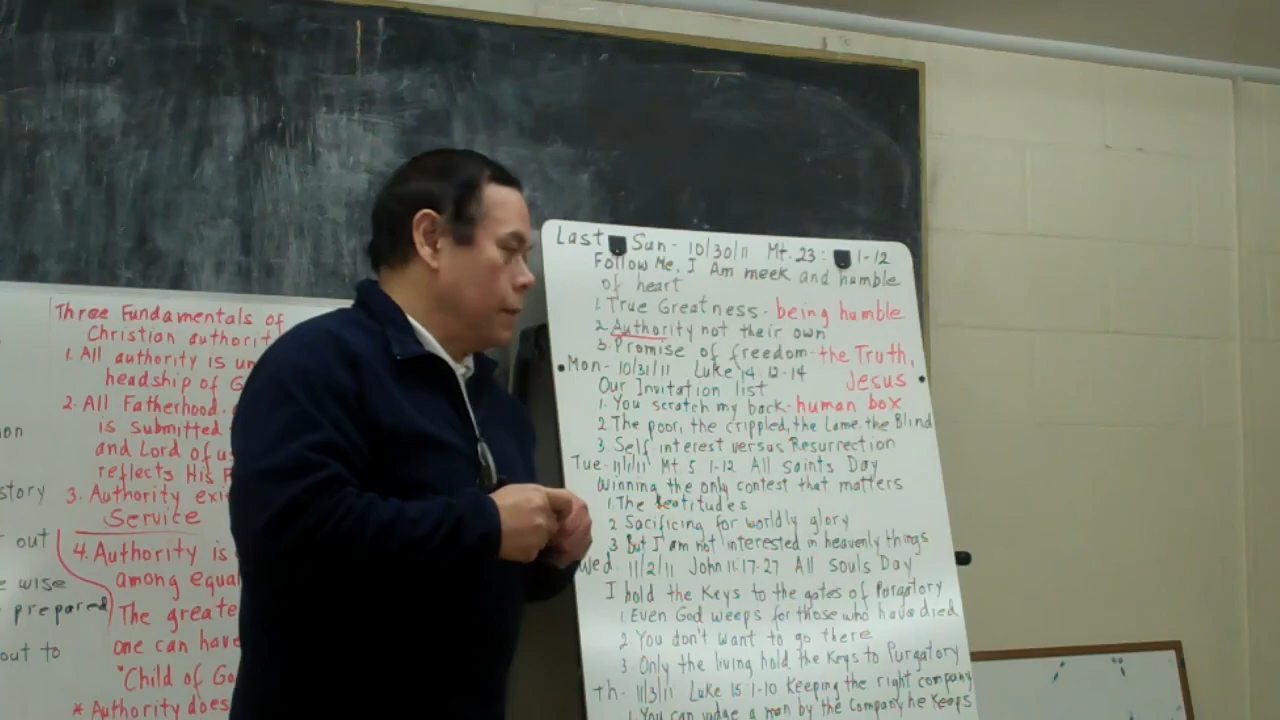 Three Fundamentals of
Christian authorit
1. All authority is un
headship of G
2. All Fatherhood
is Submitted
and Lord of us
reflects His
3. Authority exi
Service
4. Authority is
among equa
The greate
one can have
"Child of Go
* Authority does
on
story
out
wise
prepared
out to
Last Sun- 10/30/11 Mt. 23: 1-12
Follow Me, I Am meek and humble
of heart
1. True Greatness- being humble
2. Authority not their own
3. Promise of freedom- the Truth,
Jesus
Mon- 10/31/11 Luke 14:12-14
Our Invitation list
1. You scratch my back- human box
2. The poor, the crippled, the Lame, the Blind
3. Self interest versus Resurrection
Tue- 11/1/11 Mt 5 1-12 All Saints Day
Winning the only contest that matters
1. The Beatitudes
2 Sacificing for worldly glory
3 But I am not interested in heavenly things
Wed 11/2/11 John 11:17-27 All Souls Day
I hold the Keys to the gates of Purgatory
1. Even God weeps for those who have died
2. You don't want to go there
3. Only the living hold the Keys to Purgatory
Th- 11/3/11 Luke 15 1-10 Keeping the right company
1. You can judge a man by the Company he Keeps